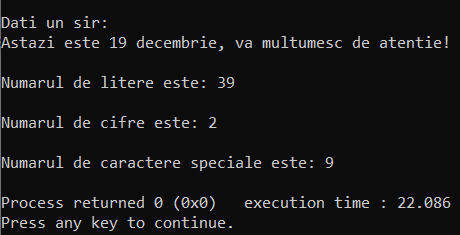 Dati un sir:
Astazi este 19 decembrie, va multumesc de atentie!
Numarul de litere este: 39
Numarul de cifre este: 2
Numarul de caractere speciale este: 9
Process returned 0 (0x0)   execution time : 22.086
Press any key to continue.